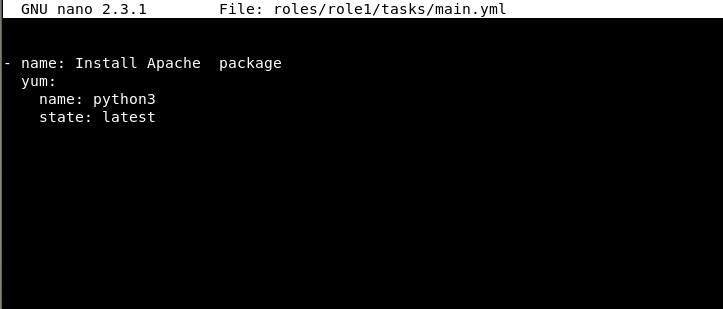 GNU nano 2.3.1        File: roles/role1/tasks/main.yml
- name: Install Apache  package
  yum:
    name: python3
    state: latest